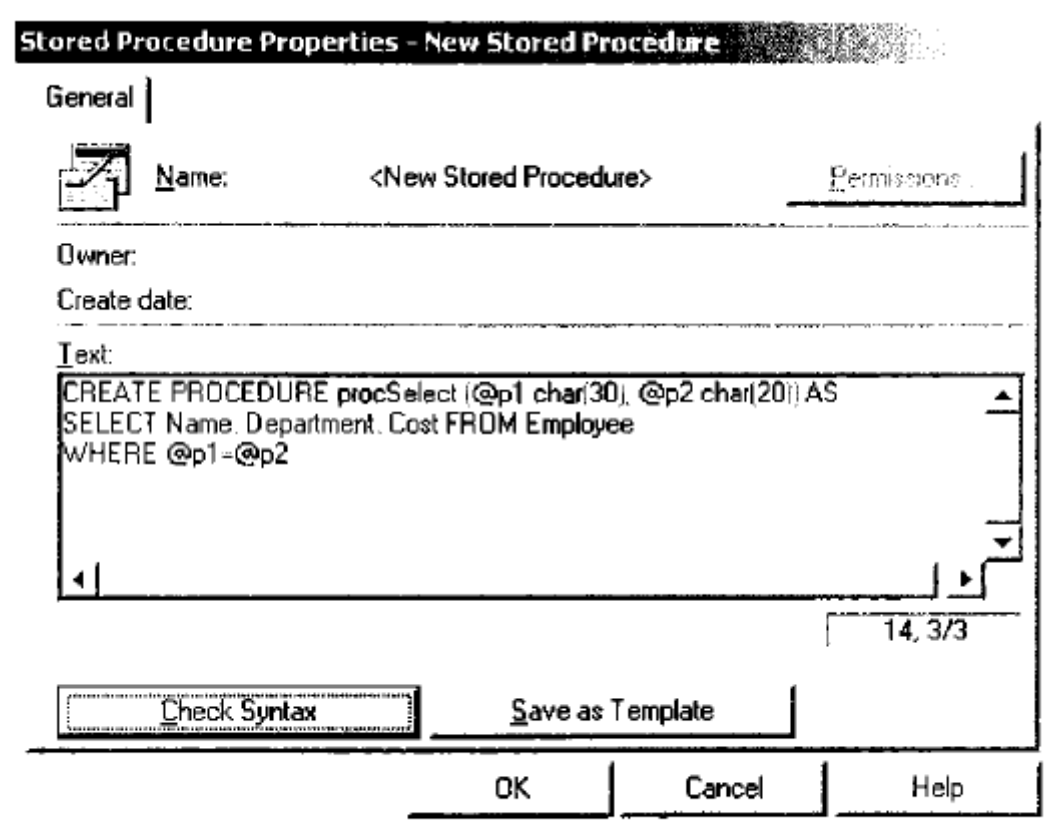 Stored Procedure Properties - New Stored Procedure
General
Name: <New Stored Procedure> Permissions...
Owner:
Create date:
Text:
CREATE PROCEDURE procSelect (@p1 char(30), @p2 char(20)) AS
SELECT Name, Department, Cost FROM Employee
WHERE @p1=@p2
14, 3/3
Check Syntax Save as Template
OK Cancel Help